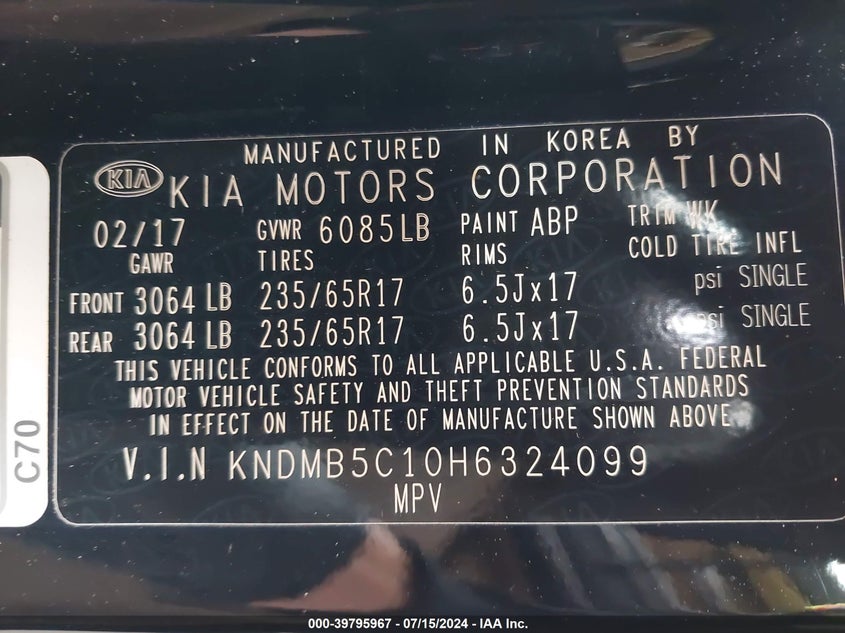 MANUFACTURED IN KOREA BY
KIA KIA MOTORS CORPORATION
02/17 GVWR 6085LB PAINT ABP TRIM WK
GAWR TIRES RIMS COLD TIRE INFL
FRONT 3064 LB 235/65R17 6.5Jx17 psi SINGLE
REAR 3064 LB 235/65R17 6.5Jx17 psi SINGLE
THIS VEHICLE CONFORMS TO ALL APPLICABLE U.S.A. FEDERAL
MOTOR VEHICLE SAFETY AND THEFT PREVENTION STANDARDS
IN EFFECT ON THE DATE OF MANUFACTURE SHOWN ABOVE
V.I.N KNDMB5C10H6324099
MPV
C70
000-39795967 - 07/15/2024 - IAA Inc.